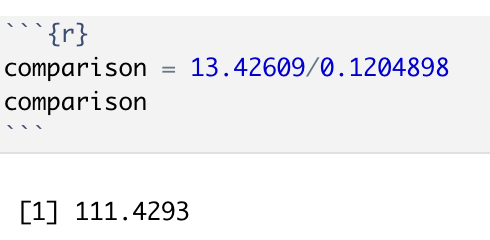 ```{r}
comparison = 13.42609/0.1204898
comparison
```
[1] 111.4293